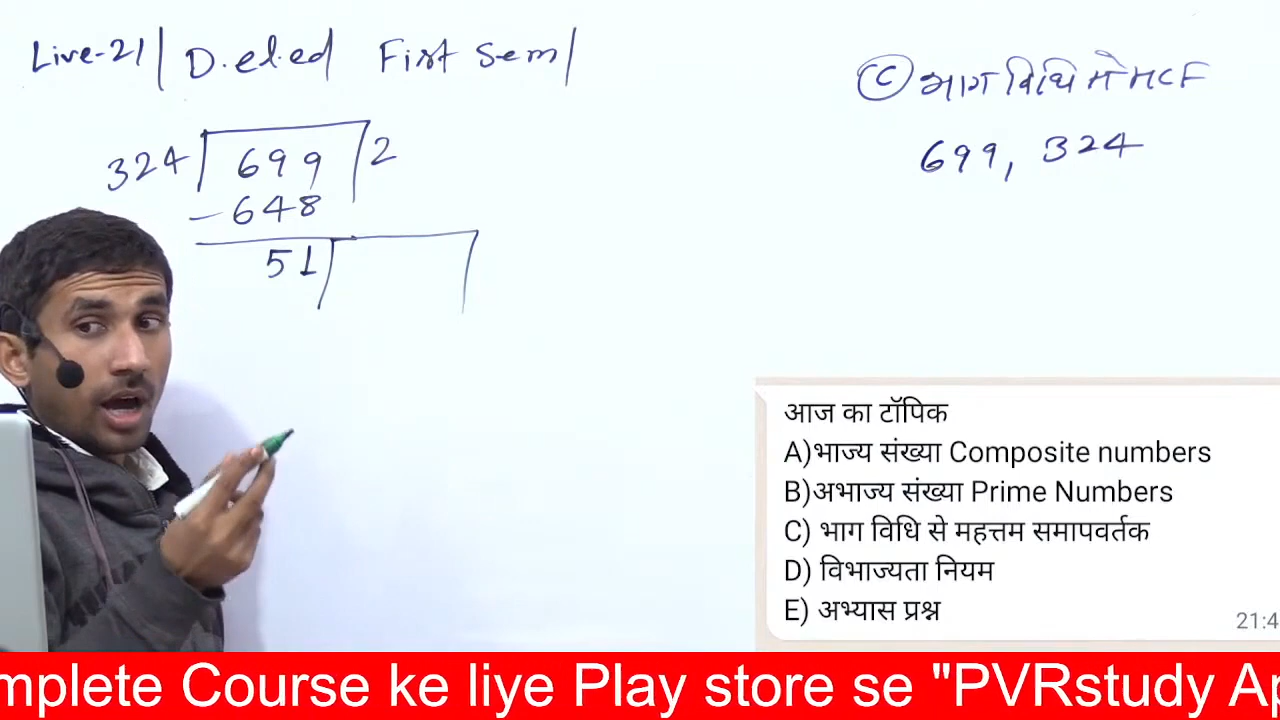 Live-21| D.el.ed First Sem|
(C) भाग विधि से HCF
699, 324
324 699 2
-648
51
आज का टॉपिक
A)भाज्य संख्या Composite numbers
B)अभाज्य संख्या Prime Numbers
C) भाग विधि से महत्तम समापवर्तक
D) विभाज्यता नियम
E) अभ्यास प्रश्न
21:4
mplete Course ke liye Play store se "PVRstudy Ap